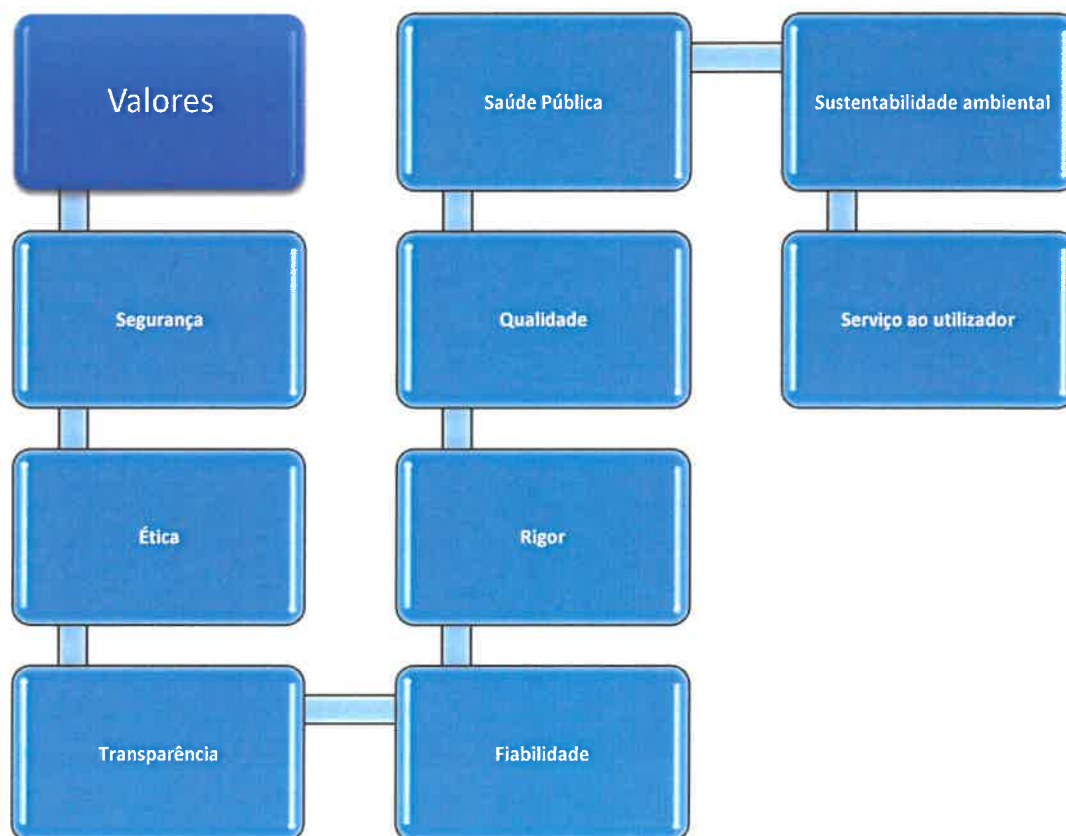 Valores
Segurança
Ética
Transparência
Fiabilidade
Rigor
Qualidade
Saúde Pública
Sustentabilidade ambiental
Serviço ao utilizador